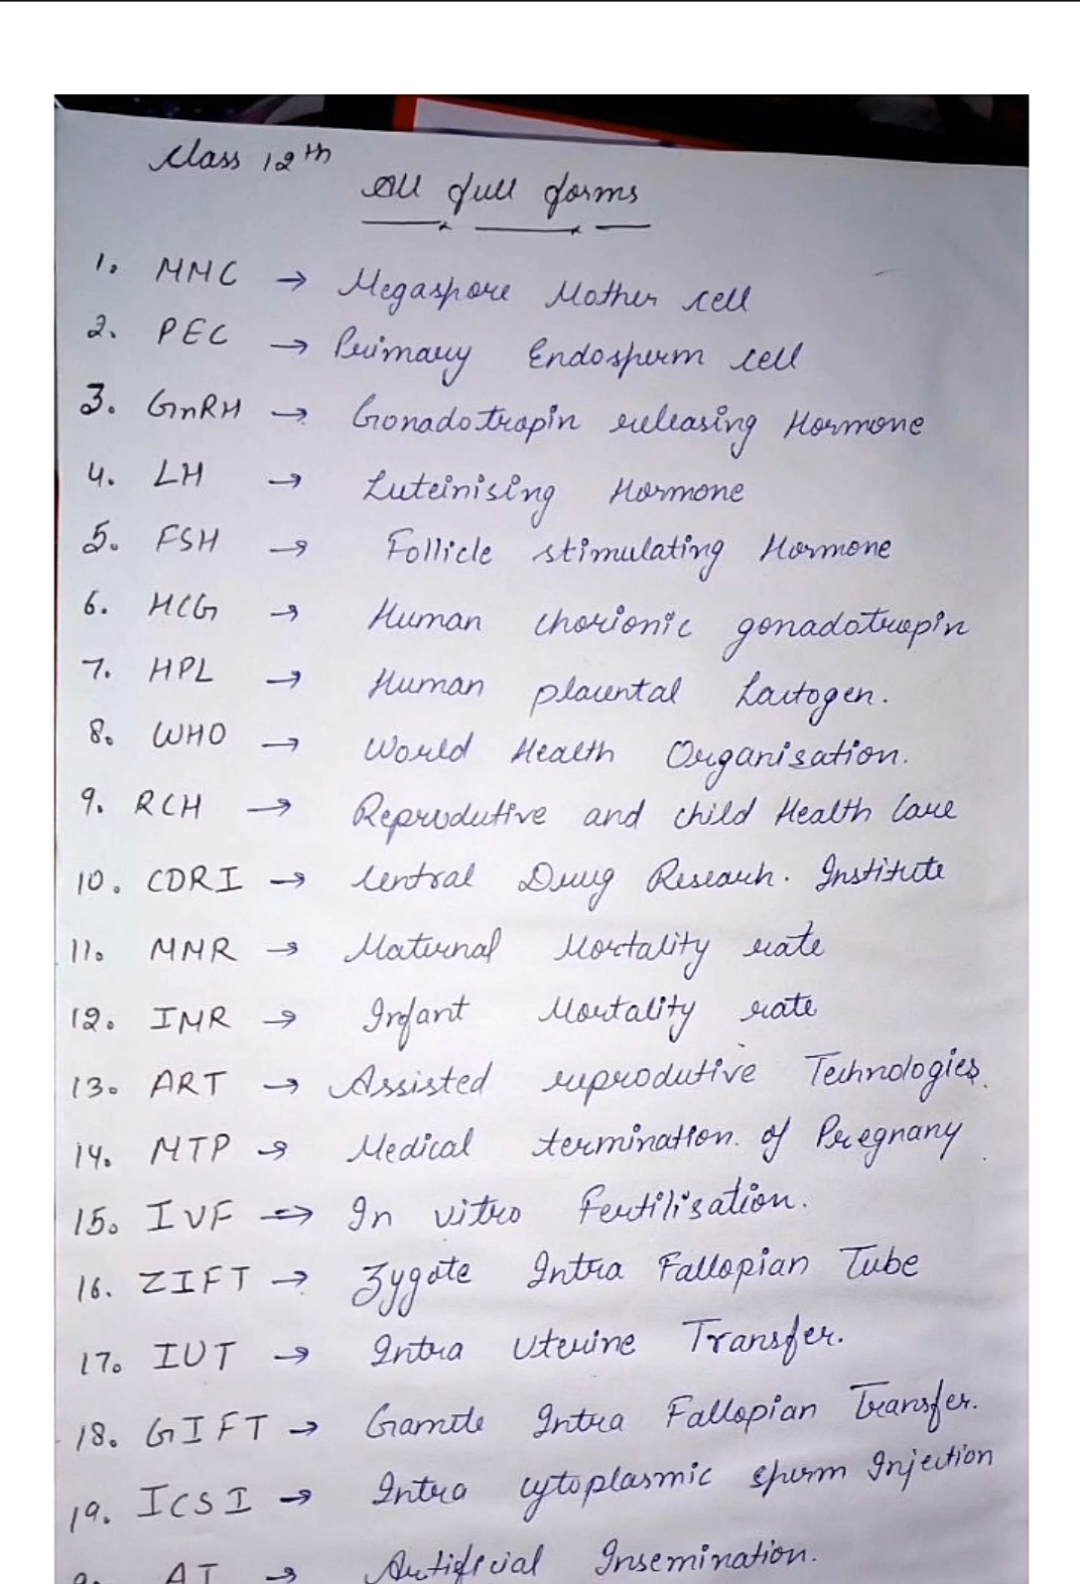 Class 12th
All full forms
1. MMC → Megaspore Mother cell
2. PEC → Primary Endosperm cell
3. GnRH → Gonadotropin releasing Hormone
4. LH → Luteinising Hormone
5. FSH → Follicle stimulating Hormone
6. HCG → Human chorionic gonadotropin
7. HPL → Human placental Lactogen.
8. WHO → World Health Organisation.
9. RCH → Reprodutive and child Health Care
10. CDRI → Central Drug Research. Institute
11. MMR → Maternal Mortality rate
12. IMR → Infant Mortality rate
13. ART → Assisted reprodutive Technologies.
14. MTP → Medical termination. of Pregnany
15. IVF → In vitro Fertilisation.
16. ZIFT → Zygote Intra Fallopian Tube
17. IUT → Intra Uterine Transfer.
18. GIFT → Gamete Intra Fallopian Transfer.
19. ICSI → Intra cytoplasmic sperm Injection
AI → Artificial Insemination.